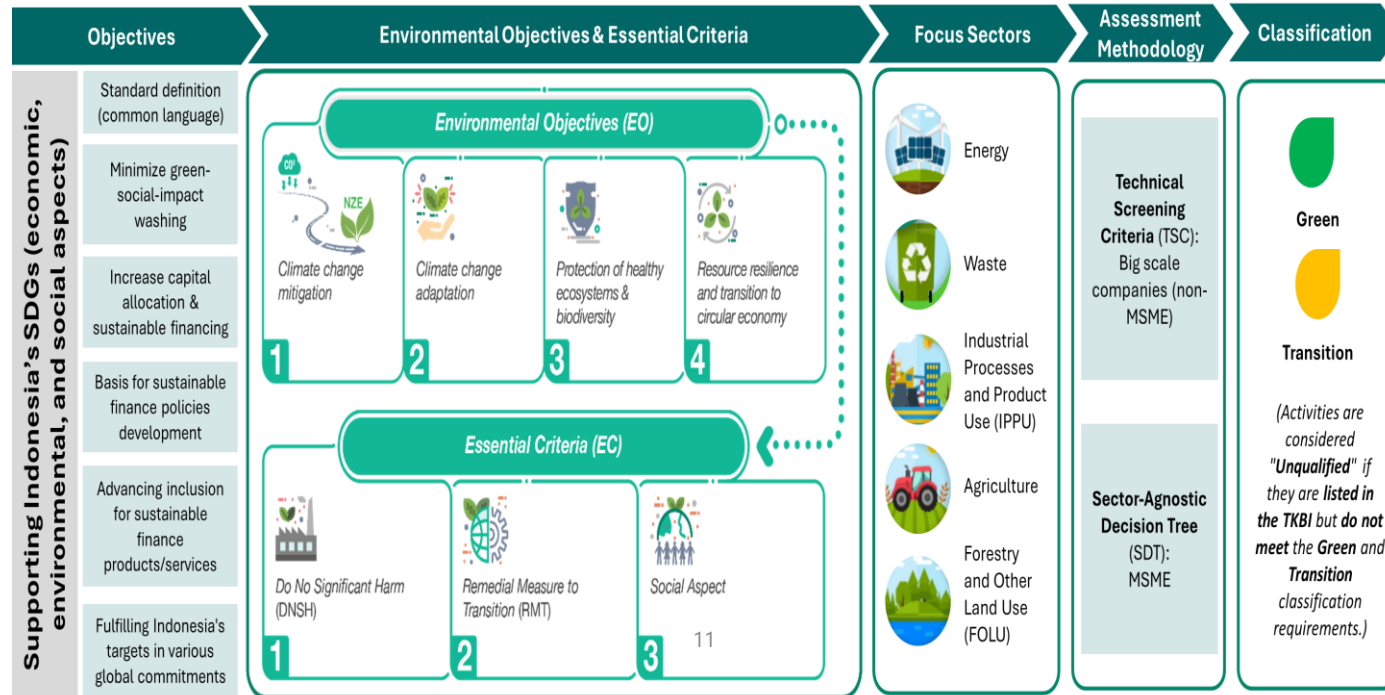 Objectives
Environmental Objectives & Essential Criteria
Focus Sectors
Assessment
Methodology
Classification
Supporting Indonesia's SDGs (economic,
environmental, and social aspects)
Standard definition
(common language)
Minimize green-
social-impact
washing
Increase capital
allocation &
sustainable financing
Basis for sustainable
finance policies
development
Advancing inclusion
for sustainable
finance
products/services
Fulfilling Indonesia's
targets in various
global commitments
Environmental Objectives (EO)
CO²
NZE
Climate change
mitigation
1
Climate change
adaptation
2
Protection of healthy
ecosystems &
biodiversity
3
Resource resilience
and transition to
circular economy
4
Essential Criteria (EC)
Do No Significant Harm
(DNSH)
1
Remedial Measure to
Transition (RMT)
2
Social Aspect
3
11
Energy
Waste
Industrial
Processes
and Product
Use (IPPU)
Agriculture
Forestry
and Other
Land Use
(FOLU)
Technical
Screening
Criteria (TSC):
Big scale
companies (non-
MSME)
Sector-Agnostic
Decision Tree
(SDT):
MSME
Green
Transition
(Activities are
considered
"Unqualified" if
they are listed in
the TKBI but do not
meet the Green and
Transition
classification
requirements.)